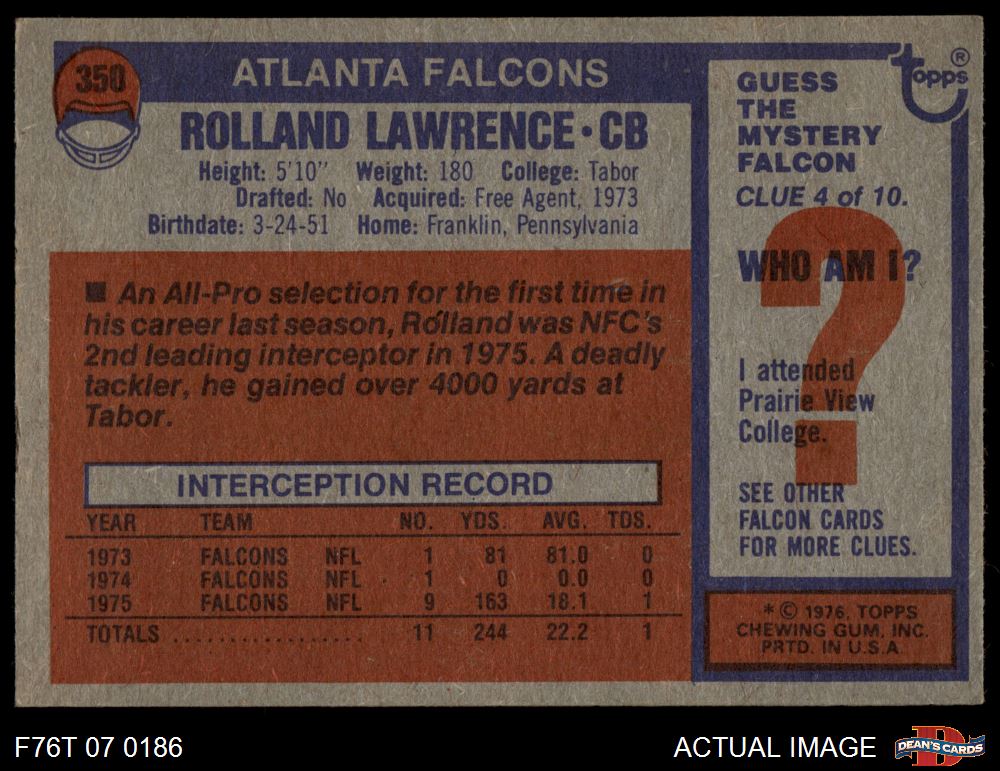 350
ATLANTA FALCONS
ROLLAND LAWRENCE • CB
Height: 5'10" Weight: 180 College: Tabor
Drafted: No Acquired: Free Agent, 1973
Birthdate: 3-24-51 Home: Franklin, Pennsylvania
■ An All-Pro selection for the first time in
his career last season, Rolland was NFC's
2nd leading interceptor in 1975. A deadly
tackler, he gained over 4000 yards at
Tabor.
INTERCEPTION RECORD
YEAR TEAM NO. YDS. AVG. TDS.
1973 FALCONS NFL 1 81 81.0 0
1974 FALCONS NFL 1 0 0.0 0
1975 FALCONS NFL 9 163 18.1 1
TOTALS .................. 11 244 22.2 1
topps®
GUESS
THE
MYSTERY
FALCON
CLUE 4 of 10.
WHO AM I?
?
I attended
Prairie View
College.
SEE OTHER
FALCON CARDS
FOR MORE CLUES.
* © 1976, TOPPS
CHEWING GUM, INC.
PRTD. IN U.S.A
F76T 07 0186
ACTUAL IMAGE
D
DEAN'S CARDS